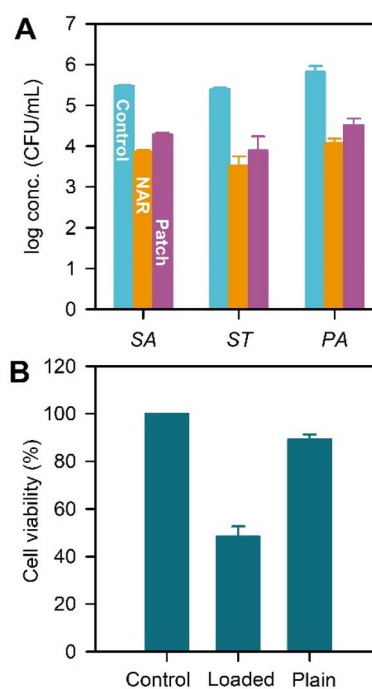 A
log conc. (CFU/mL)
7
6
5
4
3
2
1
0
Control
NAR
Patch
SA
ST
PA
B
Cell viability (%)
120
100
80
60
40
20
0
Control
Loaded
Plain